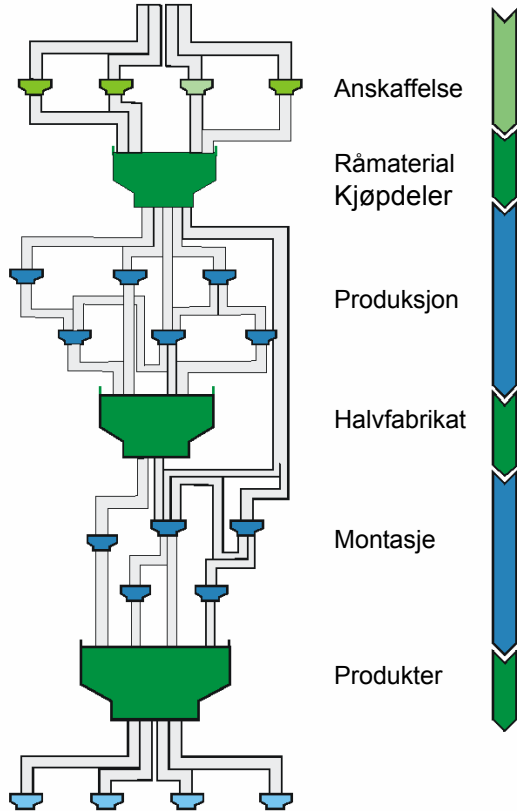 Anskaffelse
Råmaterial
Kjøpdeler
Produksjon
Halvfabrikat
Montasje
Produkter